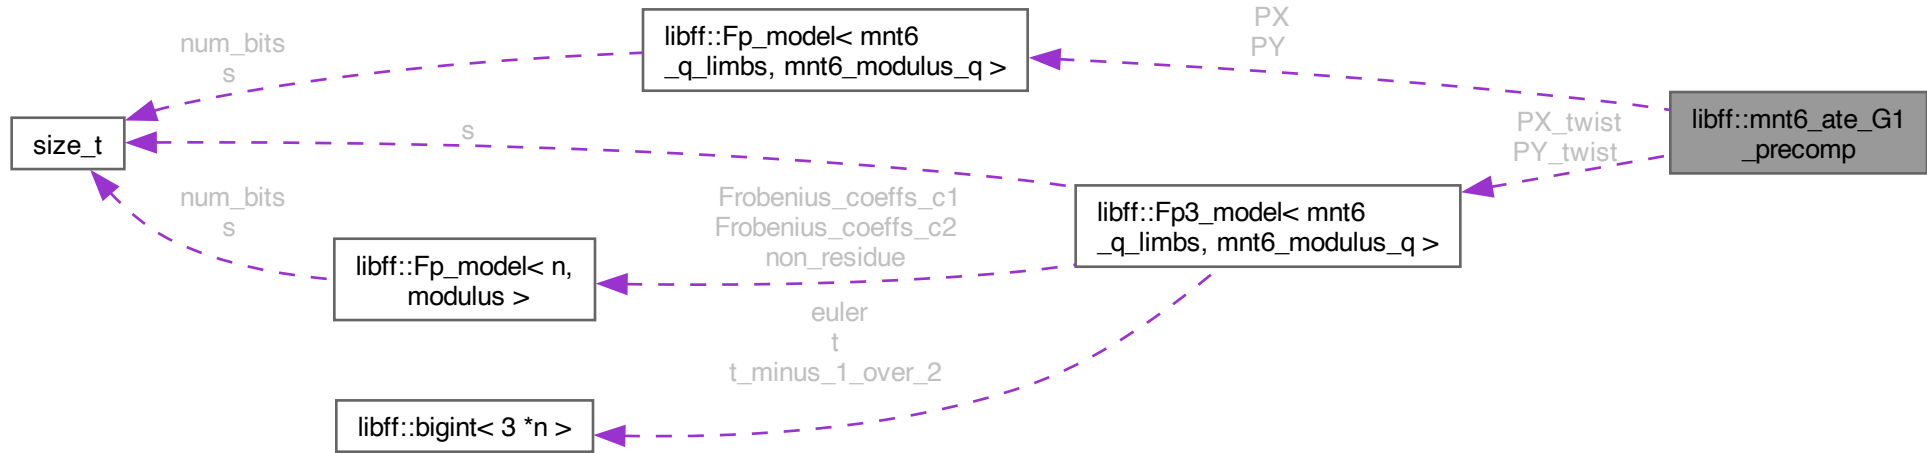 PX
PY
num_bits
s
libff::Fp_model< mnt6
_q_limbs, mnt6_modulus_q >
libff::mnt6_ate_G1
_precomp
PX_twist
PY_twist
s
size_t
num_bits
s
Frobenius_coeffs_c1
Frobenius_coeffs_c2
non_residue
libff::Fp3_model< mnt6
_q_limbs, mnt6_modulus_q >
libff::Fp_model< n,
modulus >
euler
t
t_minus_1_over_2
libff::bigint< 3 *n >